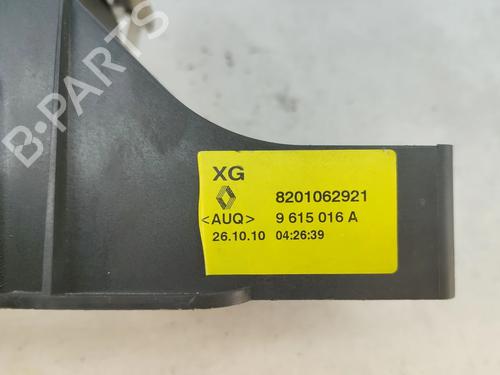 B-PARTS
XG
8201062921
<AUQ> 9 615 016 A
26.10.10 04:26:39